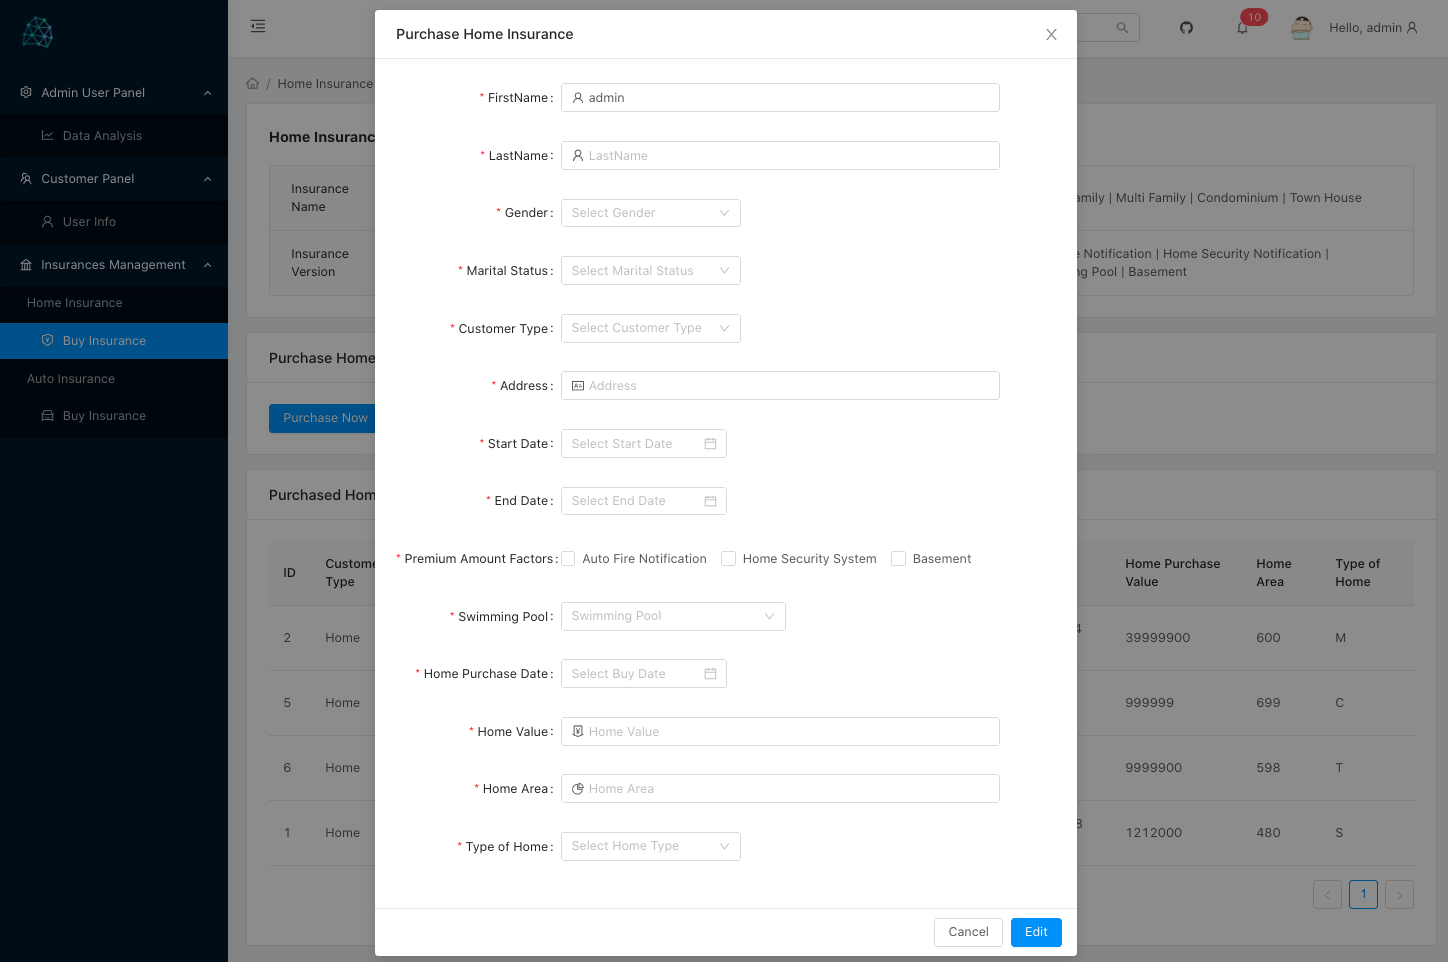 Purchase Home Insurance
* FirstName :
admin
* LastName :
LastName
* Gender :
Select Gender
* Marital Status :
Select Marital Status
* Customer Type :
Select Customer Type
* Address :
Address
* Start Date :
Select Start Date
* End Date :
Select End Date
* Premium Amount Factors :
Auto Fire Notification
Home Security System
Basement
* Swimming Pool :
Swimming Pool
* Home Purchase Date :
Select Buy Date
* Home Value :
Home Value
* Home Area :
Home Area
* Type of Home :
Select Home Type
Cancel
Edit
Admin User Panel
Data Analysis
Customer Panel
User Info
Insurances Management
Home Insurance
Buy Insurance
Auto Insurance
Buy Insurance
10
Hello, admin
/ Home Insurance
Home Insuranc
Insurance
Name
amily | Multi Family | Condominium | Town House
Insurance
Version
e Notification | Home Security Notification |
ng Pool | Basement
Purchase Home
Purchase Now
Purchased Hom
ID
Custome
Type
Home Purchase
Value
Home
Area
Type of
Home
2
Home
4
39999900
600
M
5
Home
999999
699
C
6
Home
9999900
598
T
1
Home
8
1212000
480
S
<
1
>